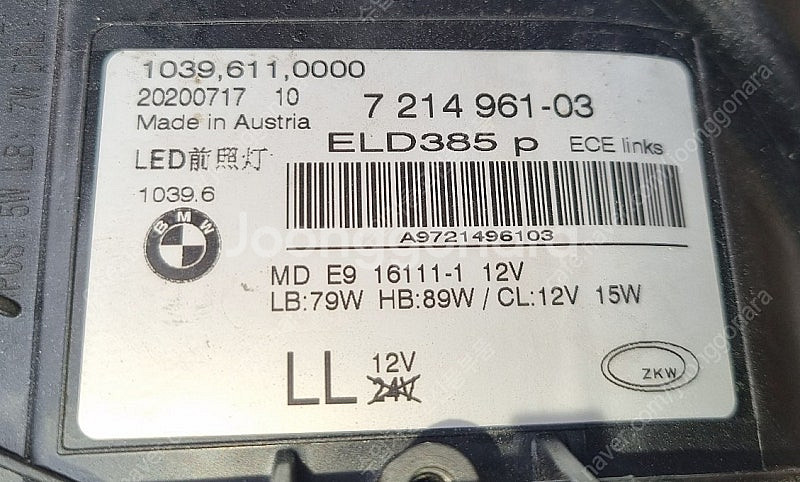 1039,611,0000
20200717 10
7 214 961-03
Made in Austria
ELD385 p ECE links
LED前照灯
1039.6
A9721496103
BMW
MD E9 16111-1 12V
LB:79W HB:89W / CL:12V 15W
LL 12V
24V
ZKW
Joonggonara